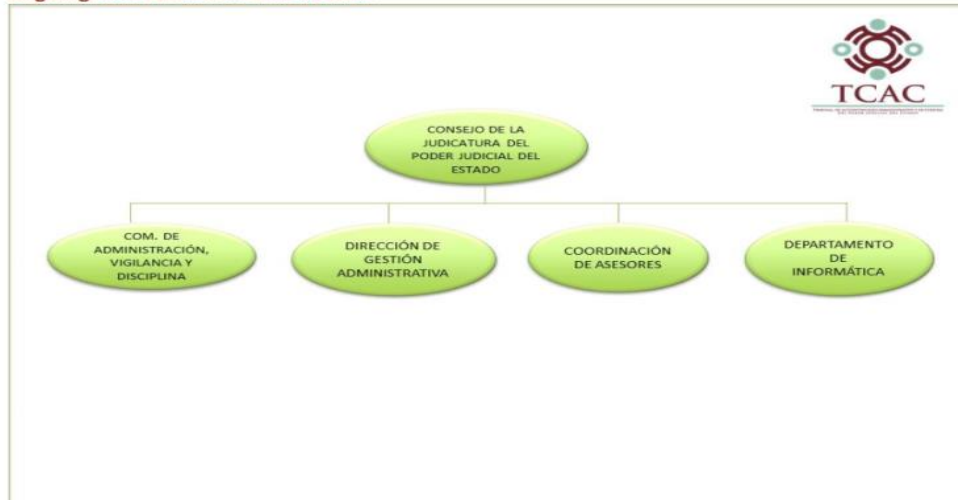 TCAC
CONSEJO DE LA
JUDICATURA DEL
PODER JUDICIAL DEL
ESTADO
COM. DE
ADMINISTRACIÓN,
VIGILANCIA Y
DISCIPLINA
DIRECCIÓN DE
GESTIÓN
ADMINISTRATIVA
COORDINACIÓN
DE ASESORES
DEPARTAMENTO
DE
INFORMÁTICA